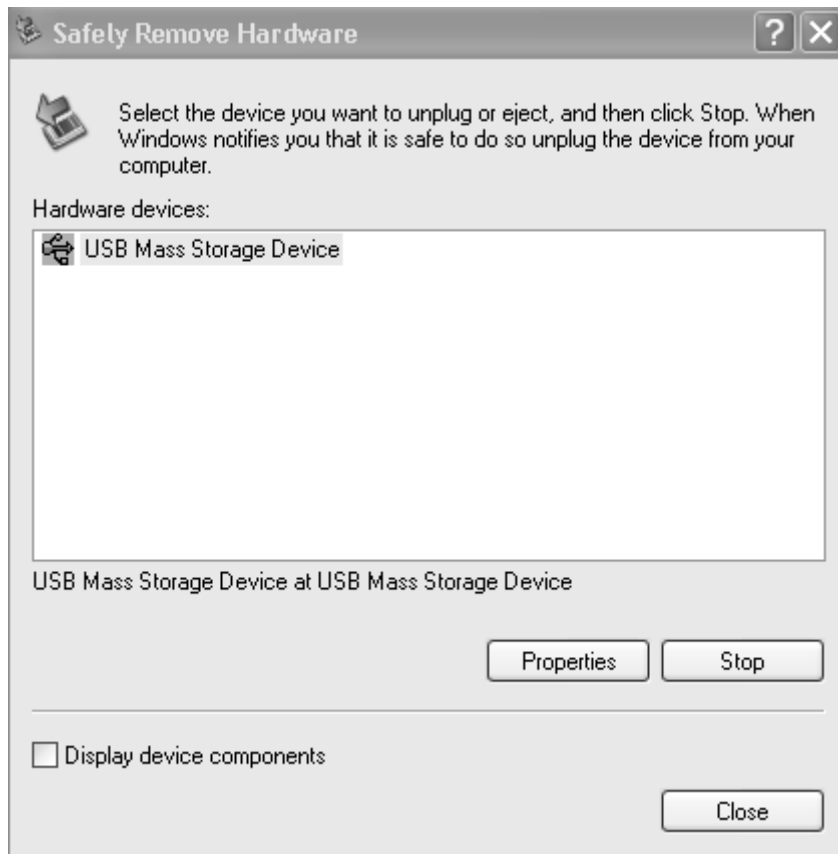 Safely Remove Hardware
Select the device you want to unplug or eject, and then click Stop. When
Windows notifies you that it is safe to do so unplug the device from your
computer.
Hardware devices:
USB Mass Storage Device
USB Mass Storage Device at USB Mass Storage Device
Properties
Stop
Display device components
Close